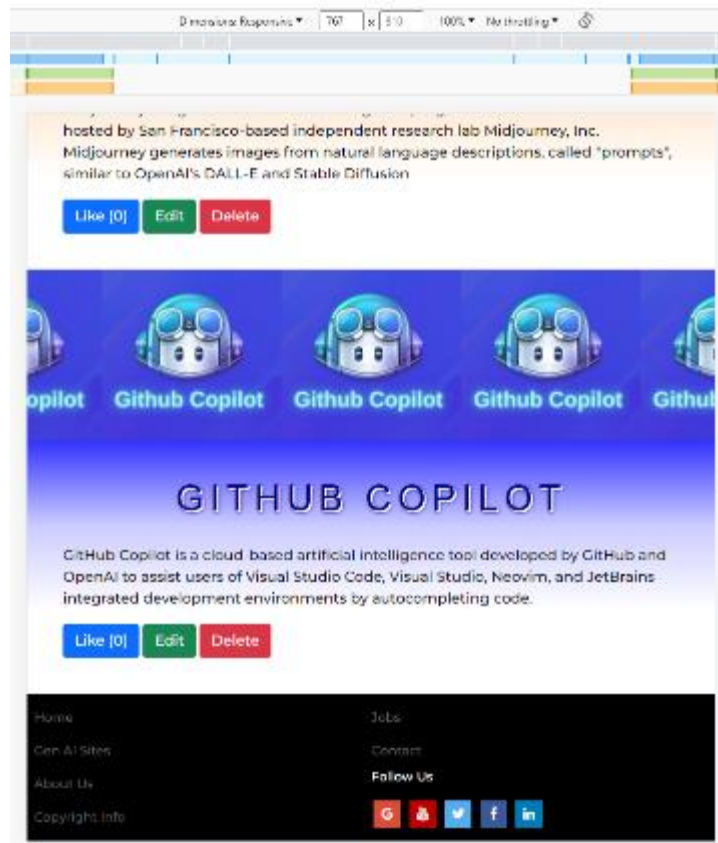 Dimensions: Responsive ▼ 767 x 810 100% ▼ No throttling ▼
hosted by San Francisco-based independent research lab Midjourney, Inc.
Midjourney generates images from natural language descriptions, called "prompts",
similar to OpenAI's DALL-E and Stable Diffusion
Like [0] Edit Delete
opilot Github Copilot Github Copilot Github Copilot Githu
GITHUB COPILOT
GitHub Copilot is a cloud-based artificial intelligence tool developed by GitHub and
OpenAI to assist users of Visual Studio Code, Visual Studio, Neovim, and JetBrains
integrated development environments by autocompleting code.
Like [0] Edit Delete
Home Jobs
Gen AI Sites Contact
About Us Follow Us
Copyright Info G f in